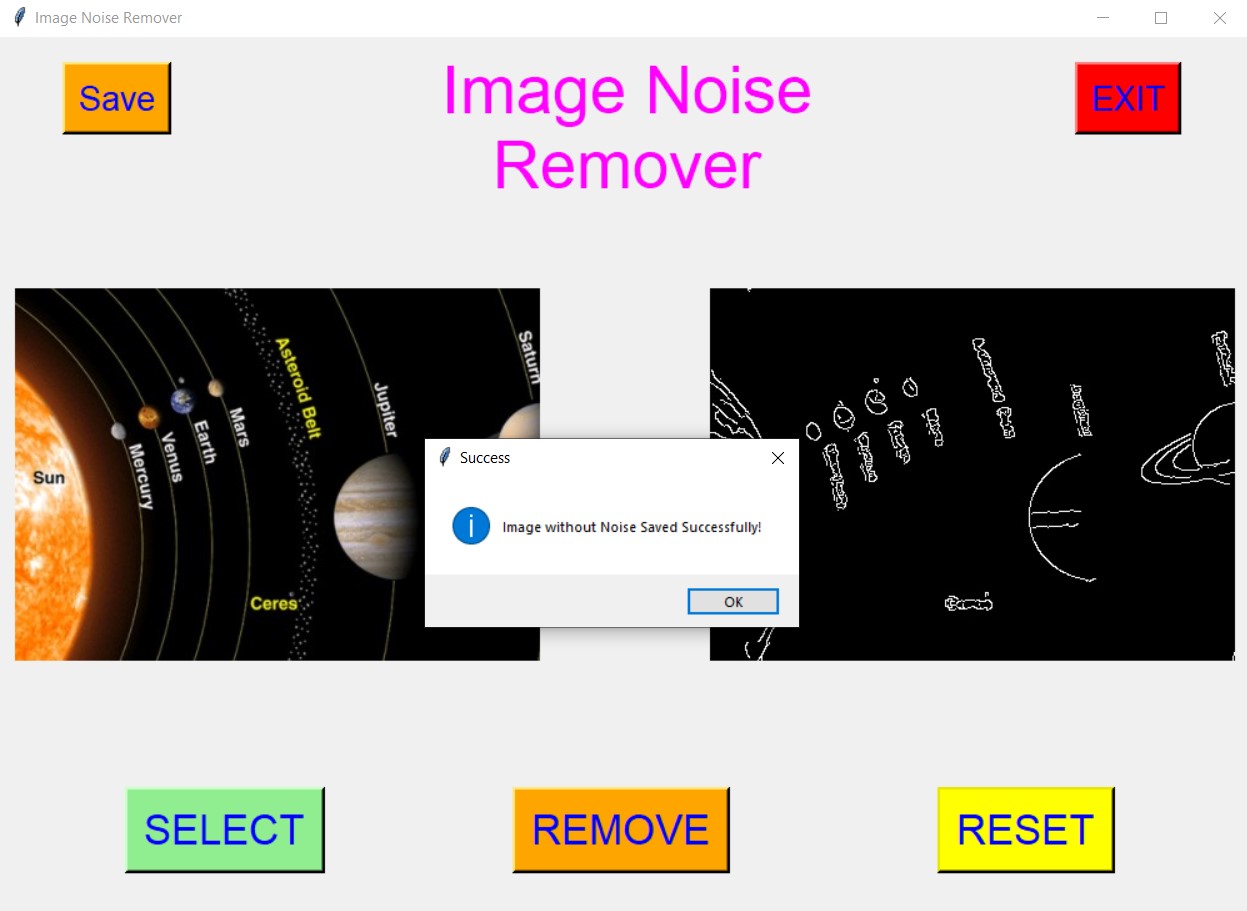 Image Noise Remover
Save
Image Noise
Remover
EXIT
Sun
Mercury
Venus
Earth
Mars
Asteroid Belt
Ceres
Jupiter
Saturn
Success
Image without Noise Saved Successfully!
OK
SELECT
REMOVE
RESET